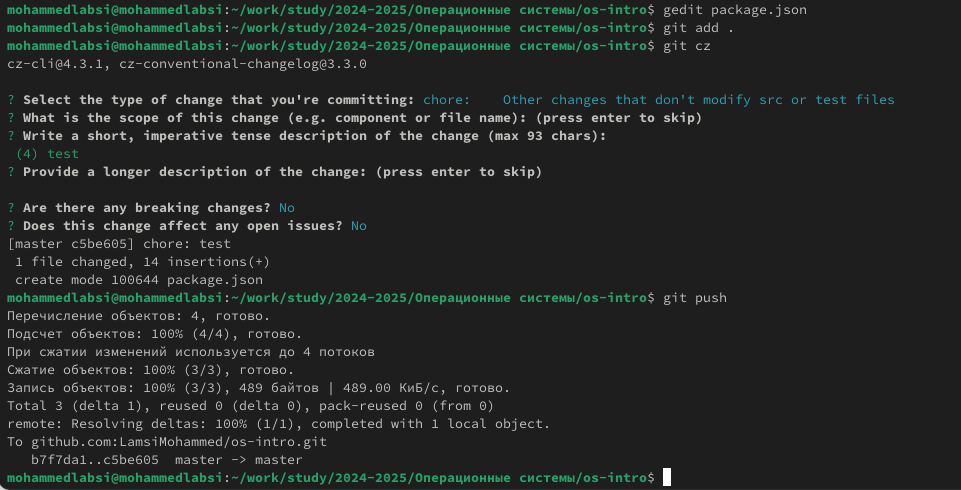 mohammedlabsi@mohammedlabsi:~/work/study/2024-2025/Операционные системы/os-intro$ gedit package.json
mohammedlabsi@mohammedlabsi:~/work/study/2024-2025/Операционные системы/os-intro$ git add .
mohammedlabsi@mohammedlabsi:~/work/study/2024-2025/Операционные системы/os-intro$ git cz
cz-cli@4.3.1, cz-conventional-changelog@3.3.0
? Select the type of change that you're committing: chore:    Other changes that don't modify src or test files
? What is the scope of this change (e.g. component or file name): (press enter to skip)
? Write a short, imperative tense description of the change (max 93 chars):
 (4) test
? Provide a longer description of the change: (press enter to skip)
? Are there any breaking changes? No
? Does this change affect any open issues? No
[master c5be605] chore: test
 1 file changed, 14 insertions(+)
 create mode 100644 package.json
mohammedlabsi@mohammedlabsi:~/work/study/2024-2025/Операционные системы/os-intro$ git push
Перечисление объектов: 4, готово.
Подсчет объектов: 100% (4/4), готово.
При сжатии изменений используется до 4 потоков
Сжатие объектов: 100% (3/3), готово.
Запись объектов: 100% (3/3), 489 байтов | 489.00 КиБ/с, готово.
Total 3 (delta 1), reused 0 (delta 0), pack-reused 0 (from 0)
remote: Resolving deltas: 100% (1/1), completed with 1 local object.
To github.com:LamsiMohammed/os-intro.git
   b7f7da1..c5be605  master -> master
mohammedlabsi@mohammedlabsi:~/work/study/2024-2025/Операционные системы/os-intro$